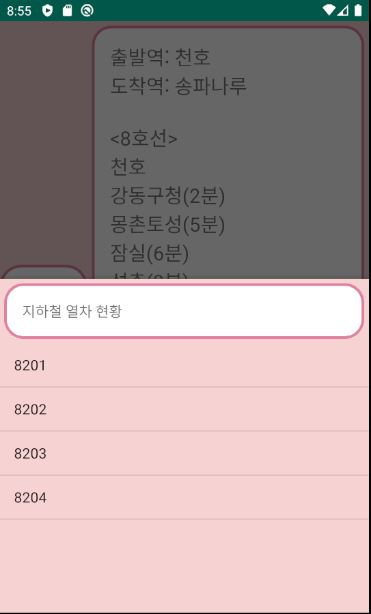 8:55
출발역: 천호
도착역: 송파나루
<8호선>
천호
강동구청(2분)
몽촌토성(5분)
잠실(6분)
지하철 열차 현황
8201
8202
8203
8204